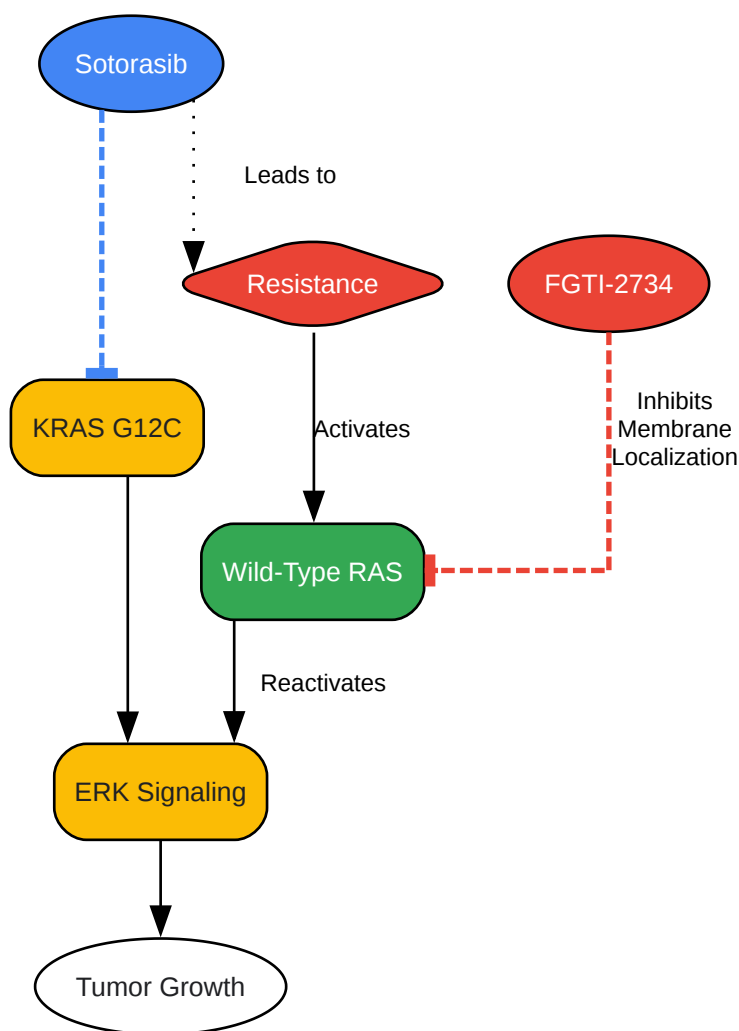 Sotorasib
Leads to
Resistance
FGTI-2734
KRAS G12C
Activates
Inhibits
Membrane
Localization
Wild-Type RAS
Reactivates
ERK Signaling
Tumor Growth